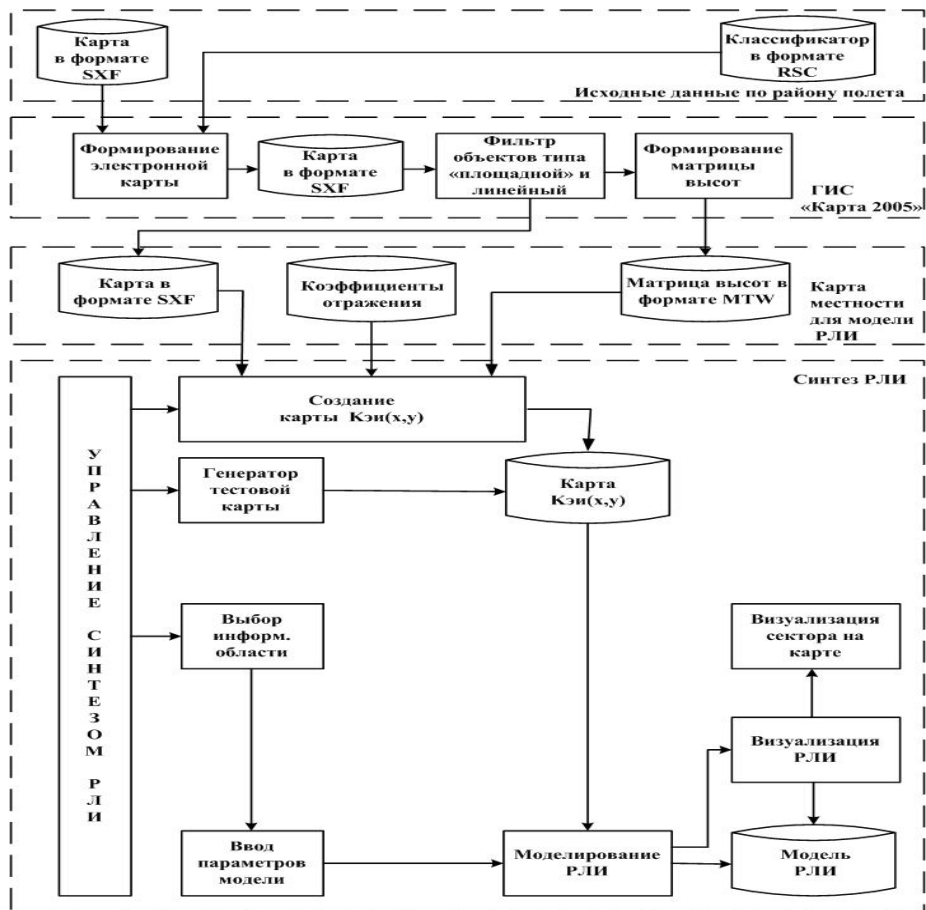 Карта
в формате
SXF
Классификатор
в формате
RSC
Исходные данные по району полета
Формирование
электронной
карты
Карта
в формате
SXF
Фильтр
объектов типа
«площадной» и
линейный
Формирование
матрицы
высот
ГИС
«Карта 2005»
Карта в
формате SXF
Коэффициенты
отражения
Матрица высот в
формате MTW
Карта
местности
для модели
РЛИ
Синтез РЛИ
УПРАВЛЕНИЕ СИНТЕЗОМ РЛИ
Создание
карты Кэи(x,y)
Генератор
тестовой
карты
Карта
Кэи(x,y)
Выбор
информ.
области
Визуализация
сектора на
карте
Визуализация
РЛИ
Ввод
параметров
модели
Моделирование
РЛИ
Модель
РЛИ